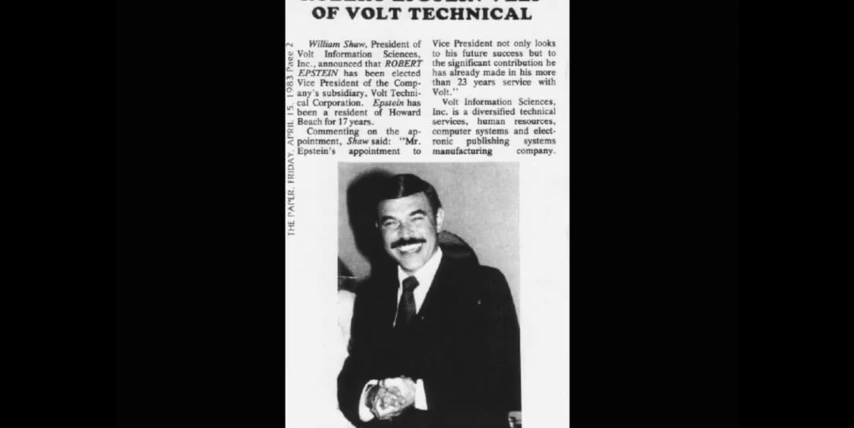 OF VOLT TECHNICAL
William Shaw, President of
Volt Information Sciences,
Inc., announced that ROBERT
EPSTEIN has been elected
Vice President of the Comp-
any's subsidiary, Volt Techni-
cal Corporation. Epstein has
been a resident of Howard
Beach for 17 years.
Commenting on the ap-
pointment, Shaw said: "Mr.
Epstein's appointment to
Vice President not only looks
to his future success but to
the significant contribution he
has already made in his more
than 23 years service with
Volt."
Volt Information Sciences,
Inc. is a diversified technical
services, human resources,
computer systems and elect-
ronic publishing systems
manufacturing company.
THE PAPER, FRIDAY, APRIL 15, 1983 Page 2